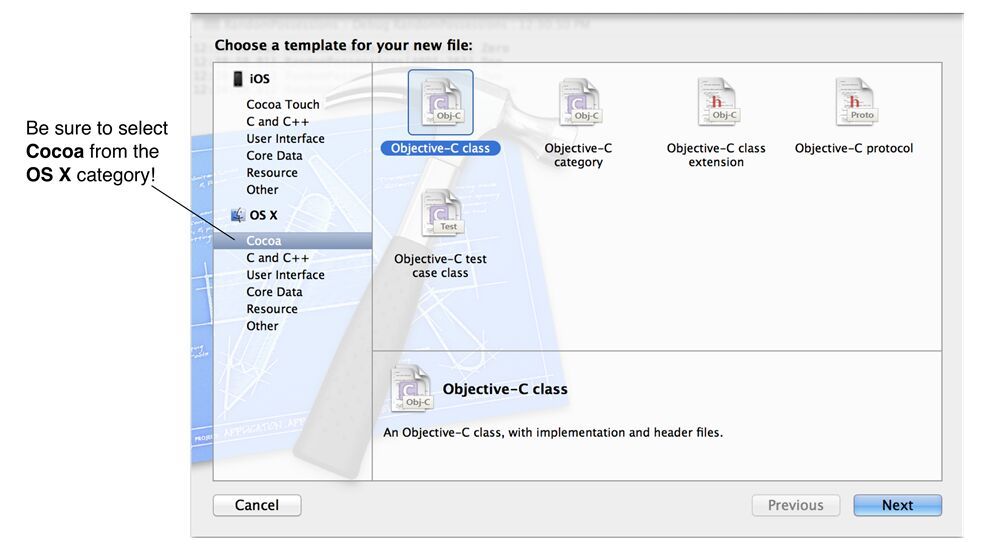 Be sure to select
Cocoa from the
OS X category!
Choose a template for your new file:
iOS
Cocoa Touch
C and C++
User Interface
Core Data
Resource
Other
OS X
Cocoa
C and C++
User Interface
Core Data
Resource
Other
C
Obj-C
Objective-C class
C
Obj-C
Objective-C
category
h
Obj-C
Objective-C class
extension
h
Proto
Objective-C protocol
C
Test
Objective-C test
case class
C
Obj-C
Objective-C class
An Objective-C class, with implementation and header files.
Cancel
Previous
Next